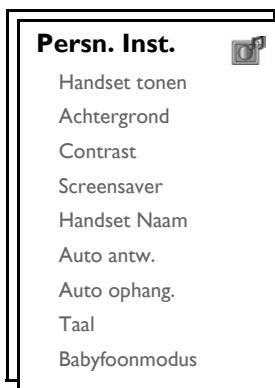 Persn. Inst.
Handset tonen
Achtergrond
Contrast
Screensaver
Handset Naam
Auto antw.
Auto ophang.
Taal
Babyfoonmodus